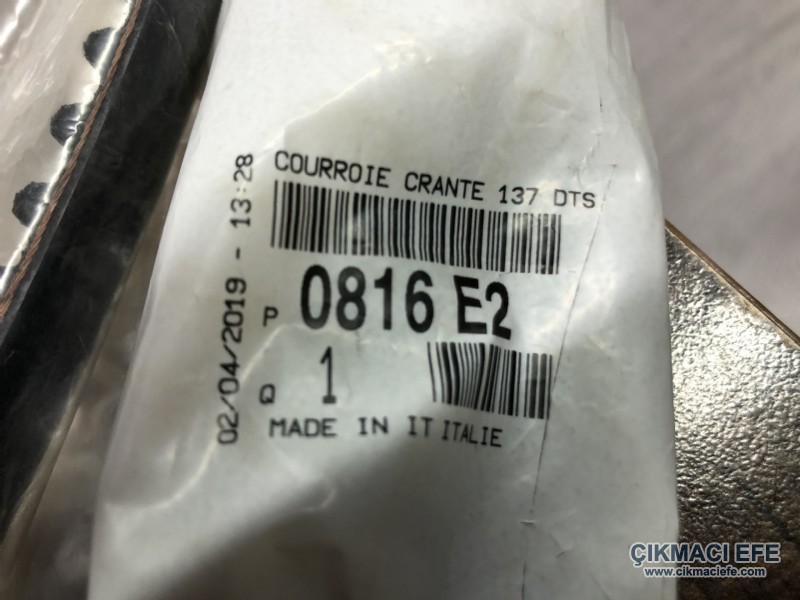 COURROIE CRANTE 137 DTS
02/04/2019 - 13:28
P 0816 E2
Q 1
MADE IN IT ITALIE
ÇIKMACI EFE
www.cikmaciefe.com